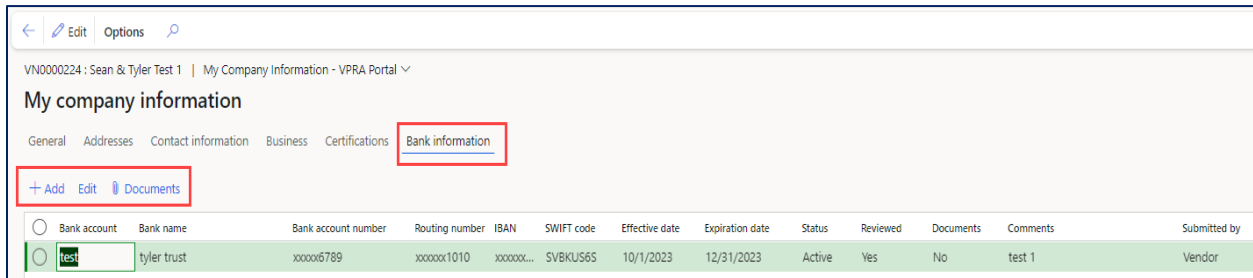 Edit Options
VN0000224 : Sean & Tyler Test 1 | My Company Information - VPRA Portal
My company information
General Addresses Contact information Business Certifications Bank information
+ Add Edit Documents
Bank account Bank name Bank account number Routing number IBAN SWIFT code Effective date Expiration date Status Reviewed Documents Comments Submitted by
test tyler trust xxxxx6789 xxxxxx1010 xxxxxx... SVBKUS6S 10/1/2023 12/31/2023 Active Yes No test 1 Vendor